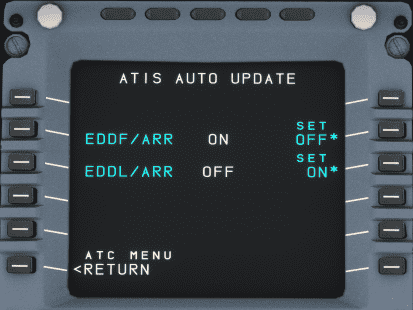 ATIS AUTO UPDATE
SET
EDDF/ARR ON OFF*
SET
EDDL/ARR OFF ON*
ATC MENU
<RETURN